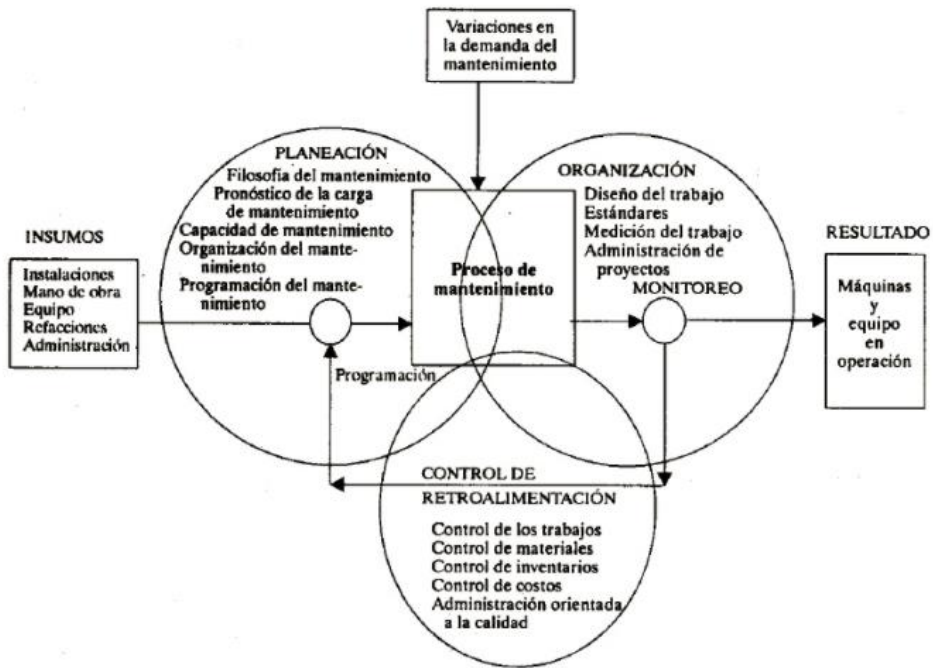 Variaciones en
la demanda del
mantenimiento
PLANEACIÓN
Filosofía del mantenimiento
Pronóstico de la carga
de mantenimiento
Capacidad de mantenimiento
Organización del mante-
nimiento
Programación del mante-
nimiento
ORGANIZACIÓN
Diseño del trabajo
Estándares
Medición del trabajo
Administración de
proyectos
MONITOREO
INSUMOS
Instalaciones
Mano de obra
Equipo
Refacciones
Administración
Proceso de
mantenimiento
RESULTADO
Máquinas
y
equipo
en
operación
Programación
CONTROL DE
RETROALIMENTACIÓN
Control de los trabajos
Control de materiales
Control de inventarios
Control de costos
Administración orientada
a la calidad